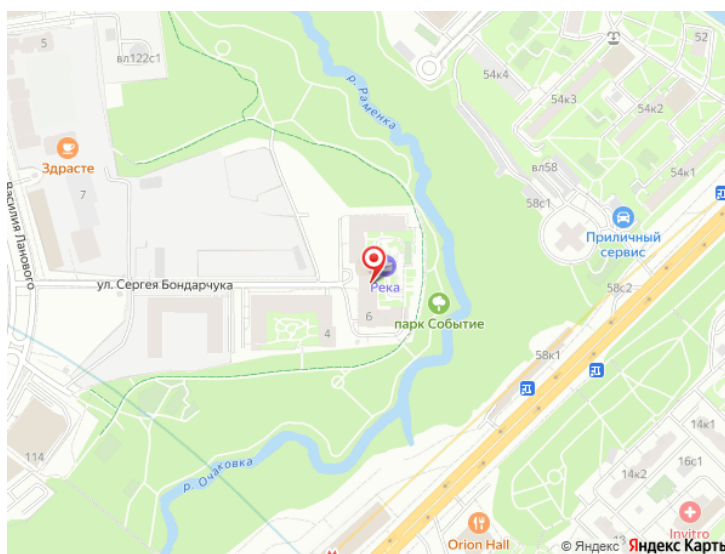 5
вл122с1
р. Раменка
52
54к4
54к3
54к2
54к1
вл58
58с1
Здрасте
7
Василия Ланового
Приличный
сервис
58с2
ул. Сергея Бондарчука
Река
6
4
парк Событие
58к1
114
р. Очаковка
14к1
14к2
16с1
Invitro
Orion Hall
© Яндекс Яндекс Карты